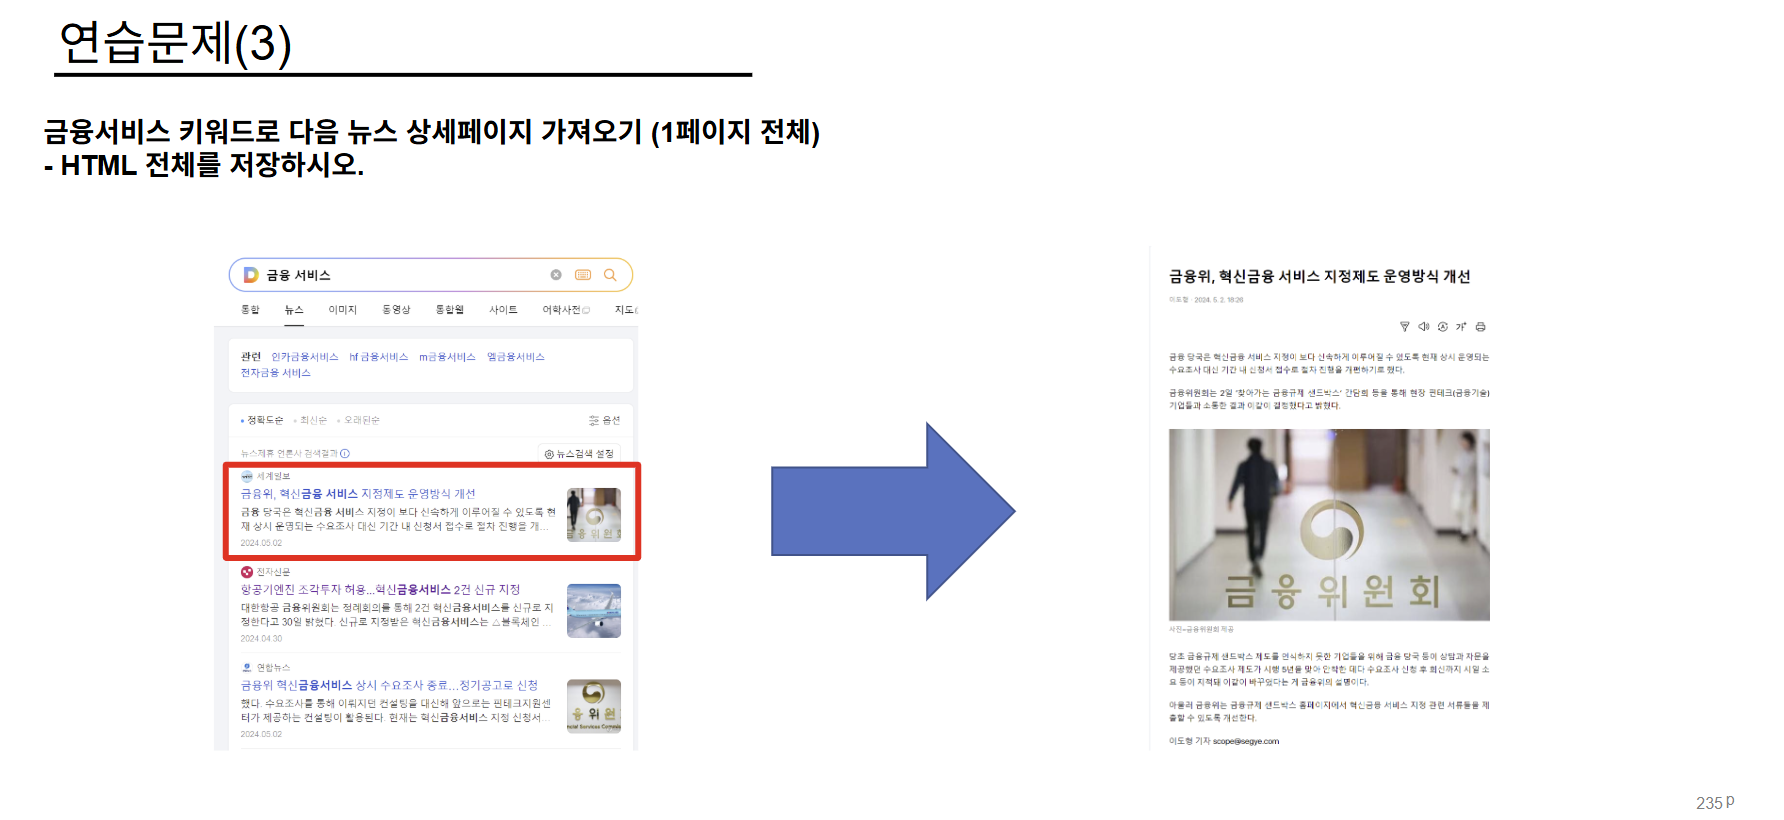 연습문제(3)
금융서비스 키워드로 다음 뉴스 상세페이지 가져오기 (1페이지 전체)
- HTML 전체를 저장하시오.
금융 서비스
통합 뉴스 이미지 동영상 통합웹 사이트 어학사전 지도
관련 인카금융서비스 hf 금융서비스 m금융서비스 엠금융서비스
전자금융 서비스
정확도순 최신순 오래된순 옵션
뉴스제휴 언론사 검색결과 뉴스검색 설정
세계일보
금융위, 혁신금융 서비스 지정제도 운영방식 개선
금융 당국은 혁신금융 서비스 지정이 보다 신속하게 이루어질 수 있도록 현
재 상시 운영되는 수요조사 대신 기간 내 신청서 접수로 절차 진행을 개...
2024.05.02
전자신문
항공기엔진 조각투자 허용...혁신금융서비스 2건 신규 지정
대한항공 금융위원회는 정례회의를 통해 2건 혁신금융서비스를 신규로 지
정한다고 30일 밝혔다. 신규로 지정받은 혁신금융서비스는 △블록체인 ...
2024.04.30
연합뉴스
금융위 혁신금융서비스 상시 수요조사 종료...정기공고로 신청
했다. 수요조사를 통해 이뤄지던 컨설팅을 대신해 앞으로는 핀테크지원센
터가 제공하는 컨설팅이 활용된다. 현재는 혁신금융서비스 지정 신청서...
2024.05.02
금융위, 혁신금융 서비스 지정제도 운영방식 개선
이도형 · 2024. 5. 2. 18:26
금융 당국은 혁신금융 서비스 지정이 보다 신속하게 이루어질 수 있도록 현재 상시 운영되는
수요조사 대신 기간 내 신청서 접수로 절차 진행을 개편하기로 했다.
금융위원회는 2일 '찾아가는 금융규제 샌드박스' 간담회 등을 통해 현장 핀테크(금융기술)
기업들과 소통한 결과 이같이 결정했다고 밝혔다.
금융위원회
사진=금융위원회 제공
당초 금융규제 샌드박스 제도를 인식하지 못한 기업들을 위해 금융 당국 등이 상담과 자문을
제공했던 수요조사 제도가 시행 5년을 맞아 안착한 데다 수요조사 신청 후 회신까지 시일 소
요 등이 지적돼 이같이 바꾸었다는 게 금융위의 설명이다.
아울러 금융위는 금융규제 샌드박스 홈페이지에서 혁신금융 서비스 지정 관련 서류들을 제
출할 수 있도록 개선한다.
이도형 기자 scope@segye.com
235 p